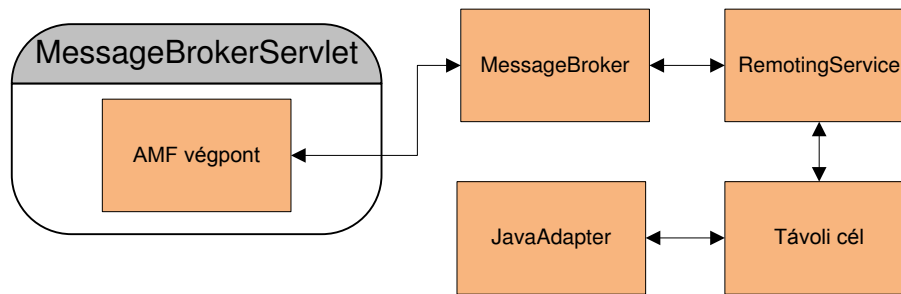 MessageBrokerServlet
AMF végpont
MessageBroker
RemotingService
JavaAdapter
Távoli cél